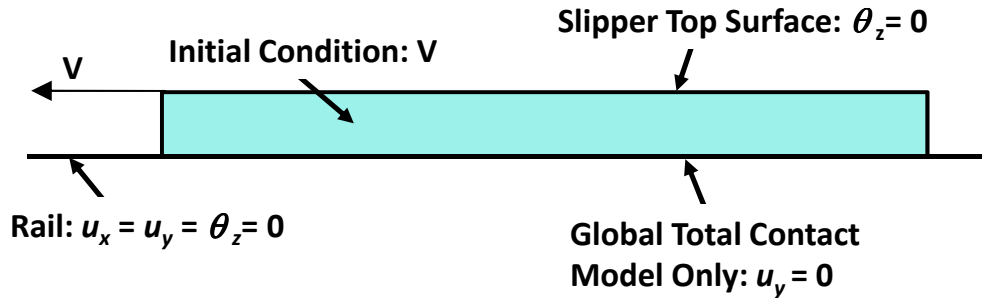 Slipper Top Surface: θz= 0
Initial Condition: V
V
Rail: ux = uy = θz= 0
Global Total Contact
Model Only: uy = 0